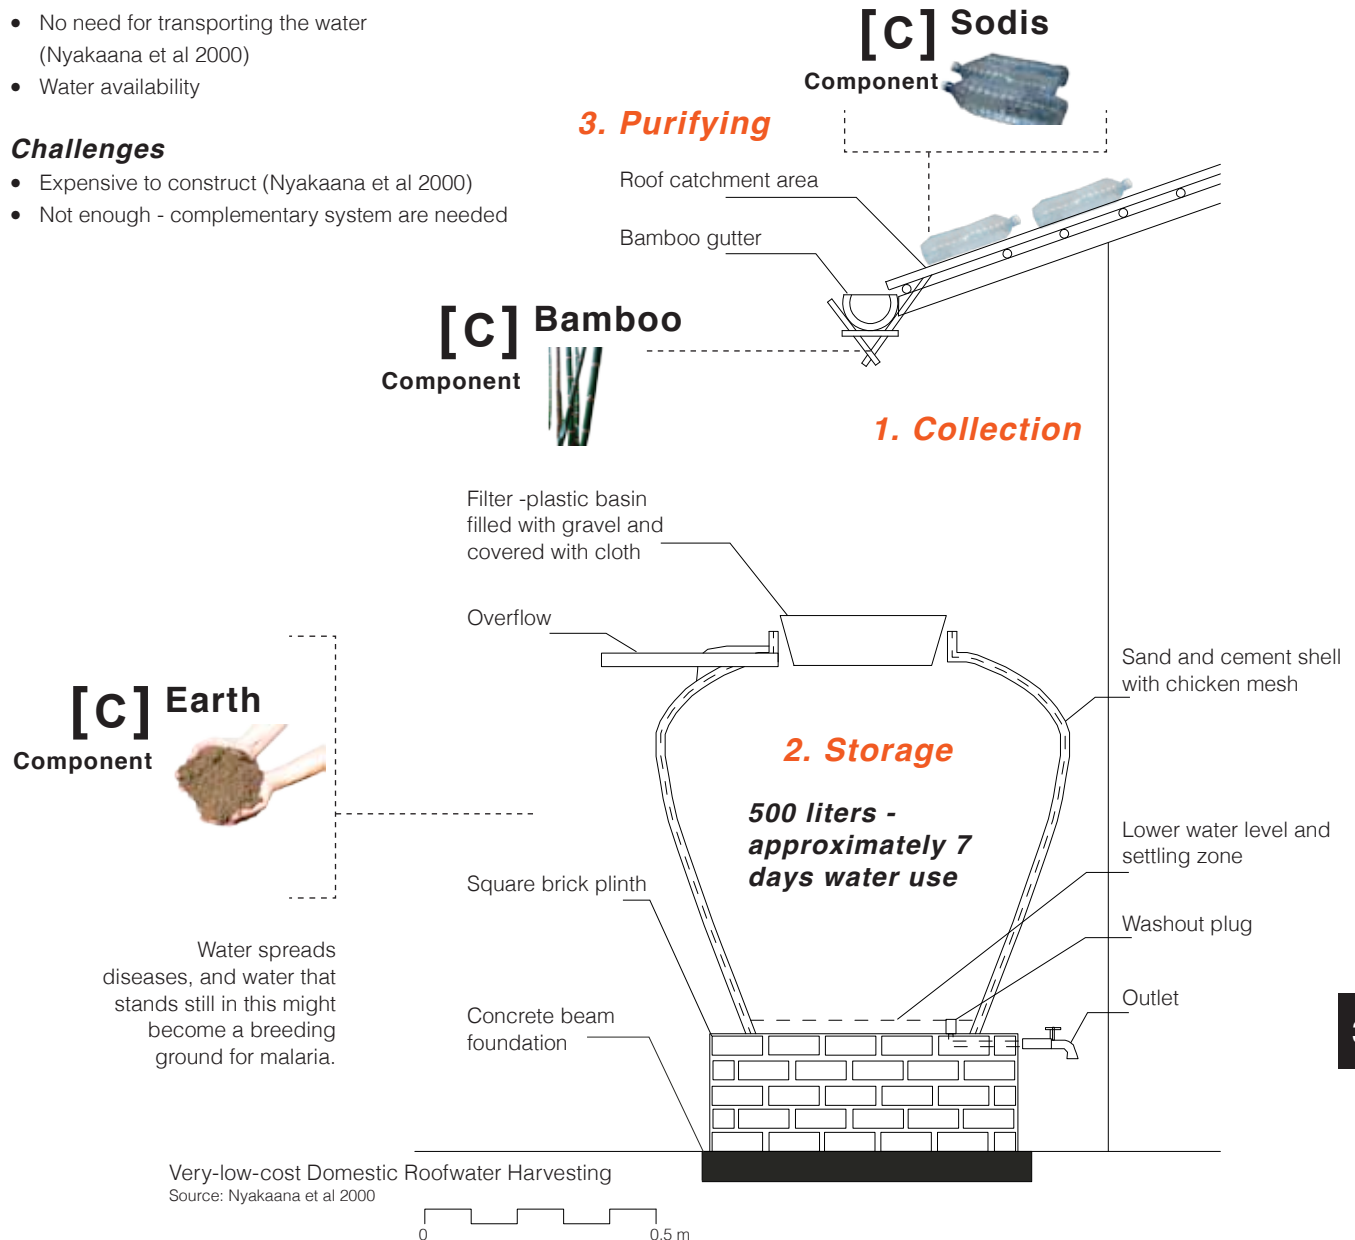 • No need for transporting the water
(Nyakaana et al 2000)
• Water availability
Challenges
• Expensive to construct (Nyakaana et al 2000)
• Not enough - complementary system are needed
[C] Sodis
Component
3. Purifying
Roof catchment area
Bamboo gutter
[C] Bamboo
Component
1. Collection
Filter -plastic basin
filled with gravel and
covered with cloth
Overflow
Sand and cement shell
with chicken mesh
[C] Earth
Component
2. Storage
500 liters -
approximately 7
days water use
Lower water level and
settling zone
Square brick plinth
Washout plug
Water spreads
diseases, and water that
stands still in this might
become a breeding
ground for malaria.
Outlet
Concrete beam
foundation
Very-low-cost Domestic Roofwater Harvesting
Source: Nyakaana et al 2000
0
0.5 m